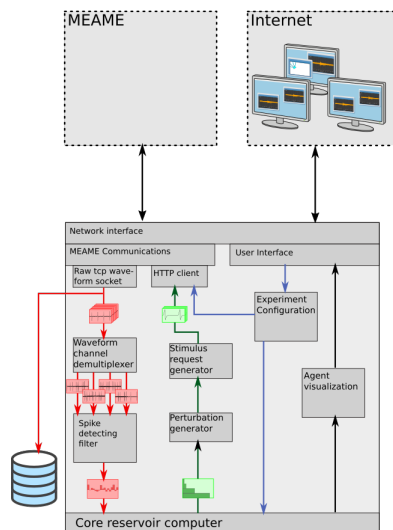 MEAME
Internet
Network interface
MEAME Communications
User Interface
Raw tcp wave-
form socket
HTTP client
Experiment
Configuration
Waveform
channel
demultiplexer
Stimulus
request
generator
Agent
visualization
Spike
detecting
filter
Perturbation
generator
Core reservoir computer